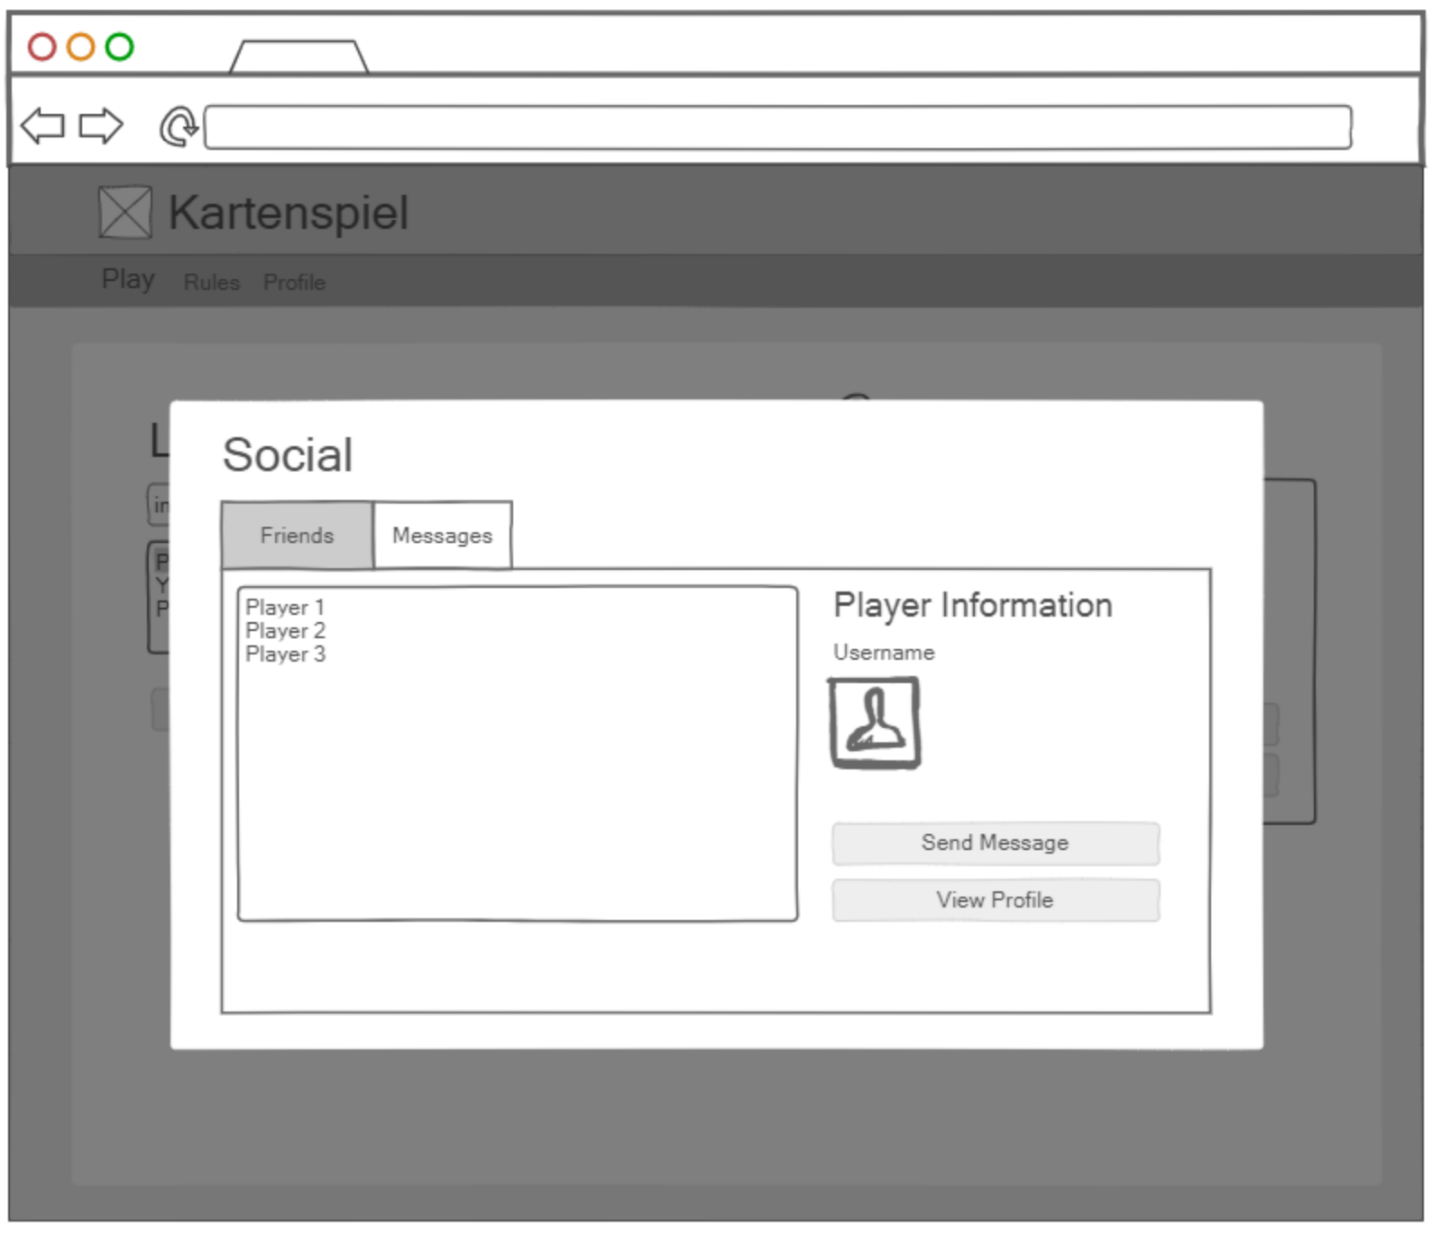 Kartenspiel
Play Rules Profile
Social
Friends Messages
Player 1
Player 2
Player 3
Player Information
Username
Send Message
View Profile